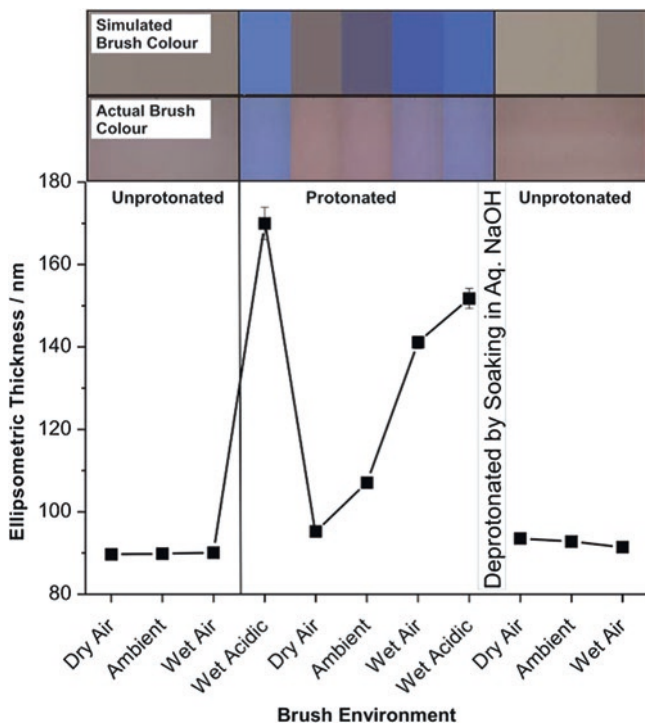 Simulated
Brush Colour
Actual Brush
Colour
180
160
140
120
100
80
Ellipsometric Thickness / nm
Unprotonated
Protonated
Deprotonated by Soaking in Aq. NaOH
Unprotonated
Dry Air
Ambient
Wet Air
Wet Acidic
Dry Air
Ambient
Wet Air
Wet Acidic
Dry Air
Ambient
Wet Air
Brush Environment